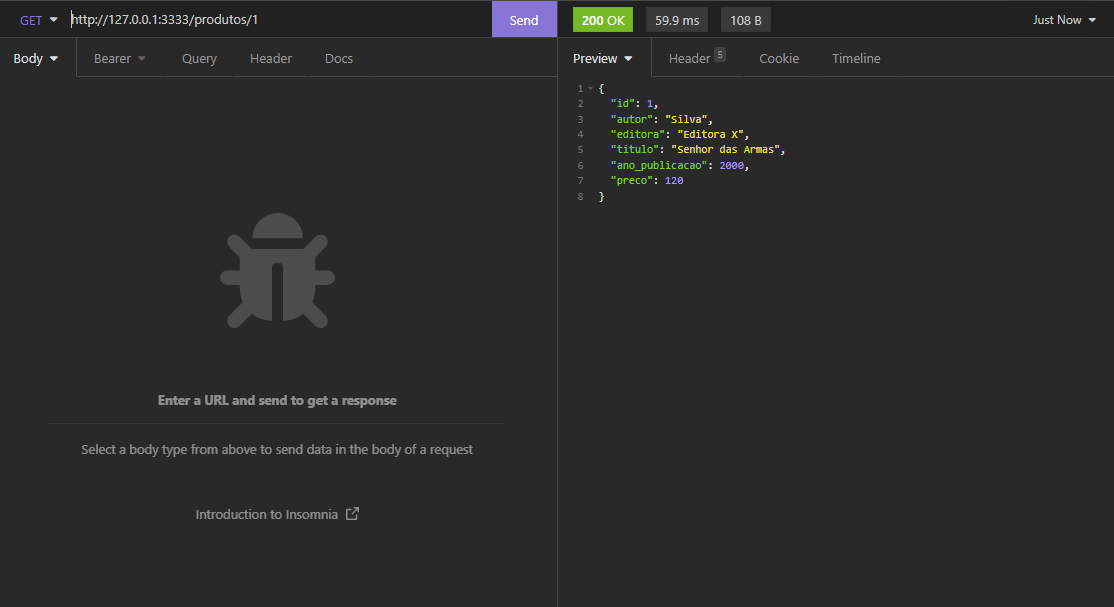 GET http://127.0.0.1:3333/produtos/1 Send 200 OK 59.9 ms 108 B Just Now
Body Bearer Query Header Docs Preview Header 5 Cookie Timeline
1 {
2 "id": 1,
3 "autor": "Silva",
4 "editora": "Editora X",
5 "titulo": "Senhor das Armas",
6 "ano_publicacao": 2000,
7 "preco": 120
8 }
Enter a URL and send to get a response
Select a body type from above to send data in the body of a request
Introduction to Insomnia